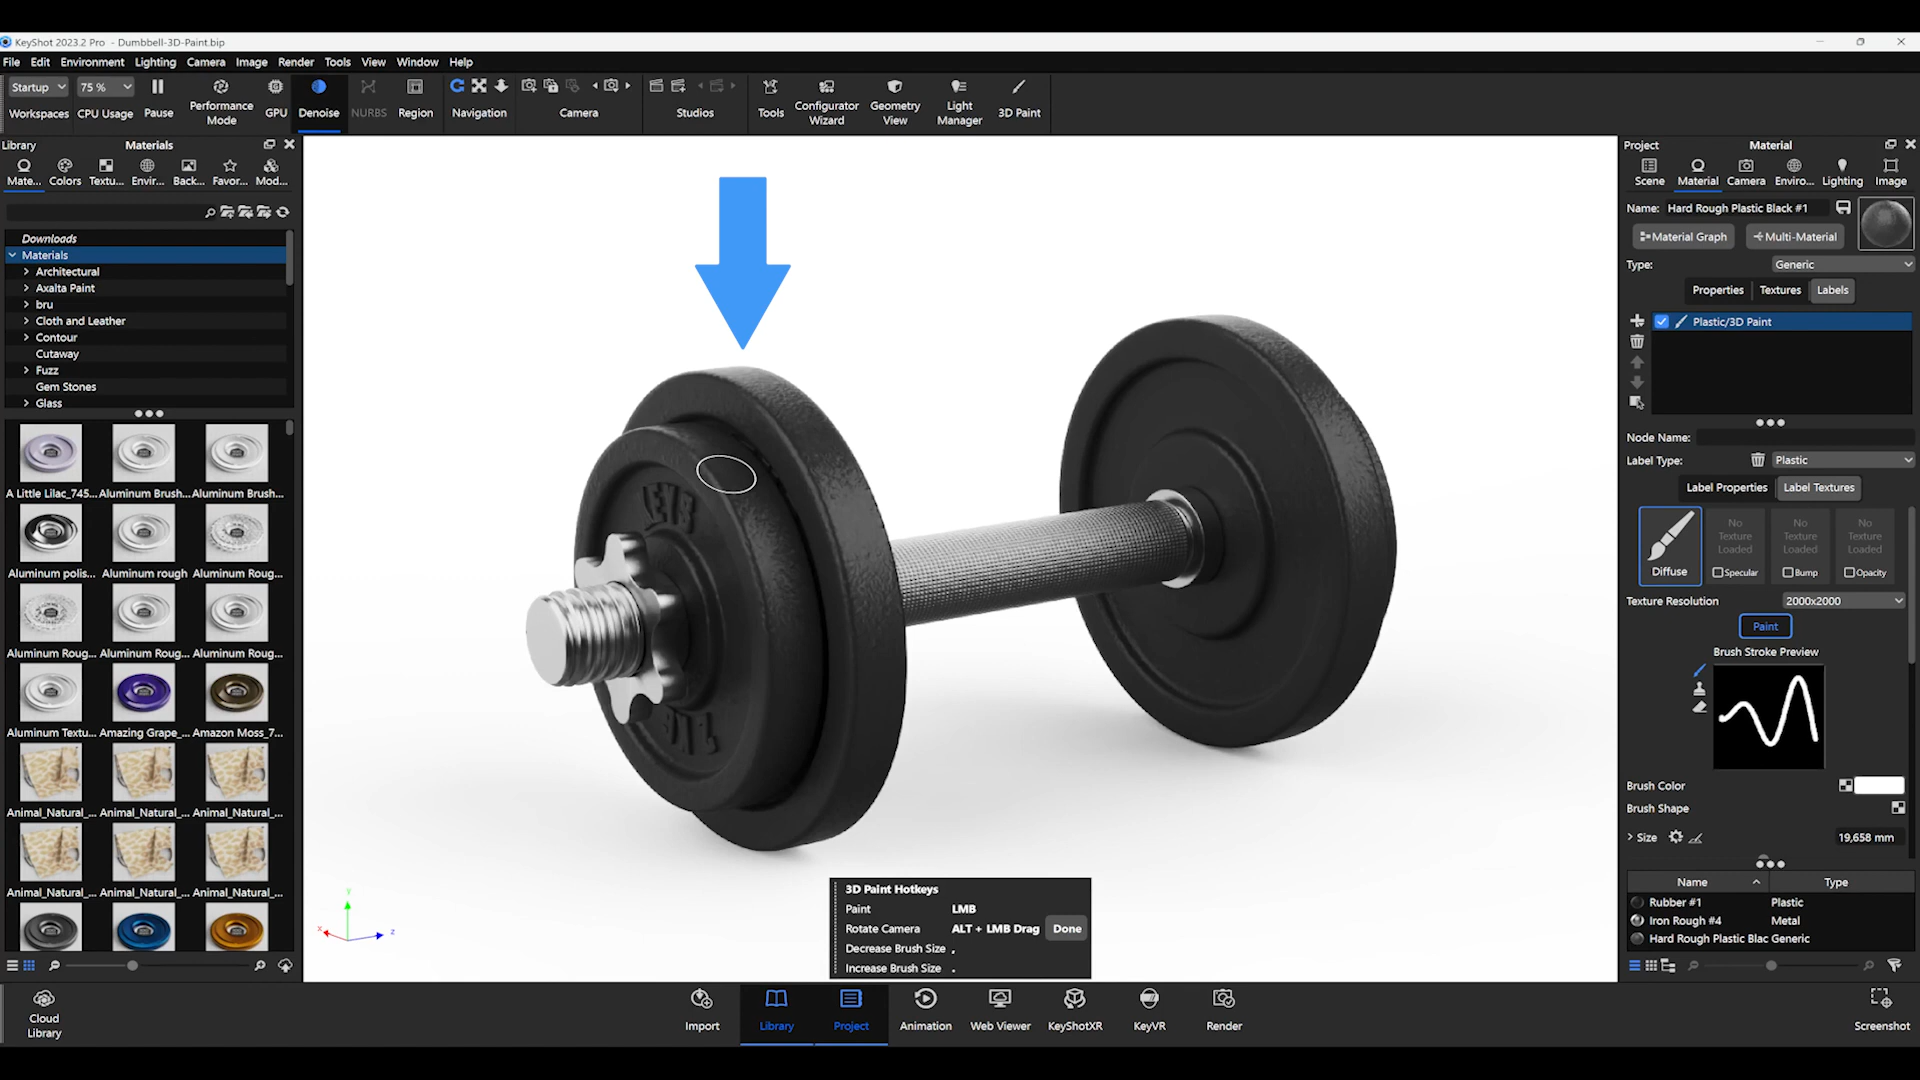 KeyShot 2023.2 Pro - Dumbbell-3D-Paint.bip
File Edit Environment Lighting Camera Image Render Tools View Window Help
Startup 75 %
Workspaces CPU Usage Pause Performance Mode GPU Denoise NURBS Region Navigation Camera Studios Tools Configurator Wizard Geometry View Light Manager 3D Paint
Library Materials
Mate... Colors Textu... Envir... Back... Favor... Mod...
Downloads
Materials
Architectural
Axalta Paint
bru
Cloth and Leather
Contour
Cutaway
Fuzz
Gem Stones
Glass
A Little Lilac_745... Aluminum Brush... Aluminum Brush...
Aluminum polis... Aluminum rough Aluminum Roug...
Aluminum Roug... Aluminum Roug... Aluminum Roug...
Aluminum Textu... Amazing Grape_... Amazon Moss_7...
Animal_Natural_... Animal_Natural_... Animal_Natural_...
Animal_Natural_... Animal_Natural_... Animal_Natural_...
3D Paint Hotkeys
Paint LMB
Rotate Camera ALT + LMB Drag Done
Decrease Brush Size ,
Increase Brush Size .
Project Material
Scene Material Camera Enviro... Lighting Image
Name: Hard Rough Plastic Black #1
Material Graph Multi-Material
Type: Generic
Properties Textures Labels
Plastic/3D Paint
Node Name:
Label Type: Plastic
Label Properties Label Textures
No Texture Loaded No Texture Loaded No Texture Loaded
Diffuse Specular Bump Opacity
Texture Resolution 2000x2000
Paint
Brush Stroke Preview
Brush Color
Brush Shape
Size 19,658 mm
Name Type
Rubber #1 Plastic
Iron Rough #4 Metal
Hard Rough Plastic Blac Generic
Cloud Library Import Library Project Animation Web Viewer KeyShotXR KeyVR Render Screenshot